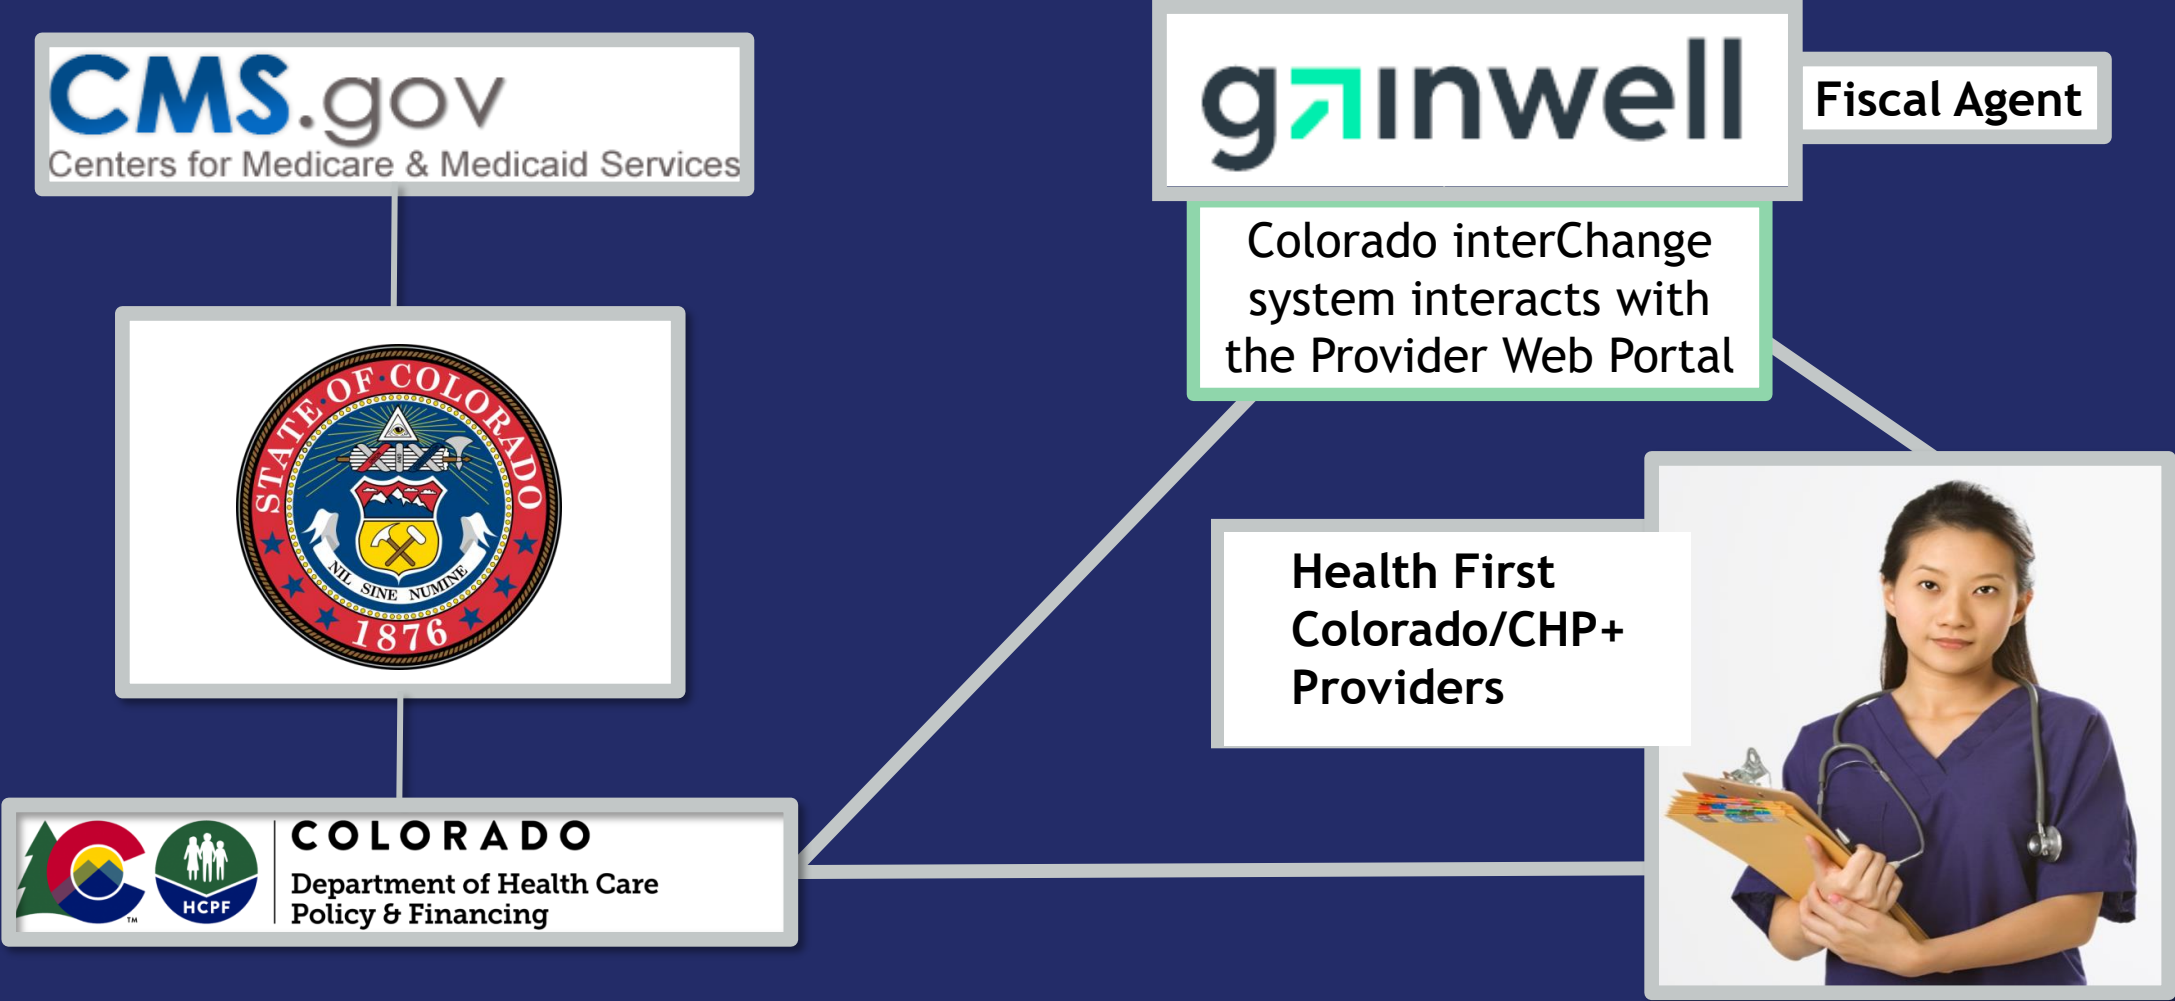 CMS.gov
Centers for Medicare & Medicaid Services
gainwell
Fiscal Agent
Colorado interChange
system interacts with
the Provider Web Portal
STATE OF COLORADO
NIL SINE NUMINE
1876
Health First
Colorado/CHP+
Providers
HCPF
TM
COLORADO
Department of Health Care
Policy & Financing